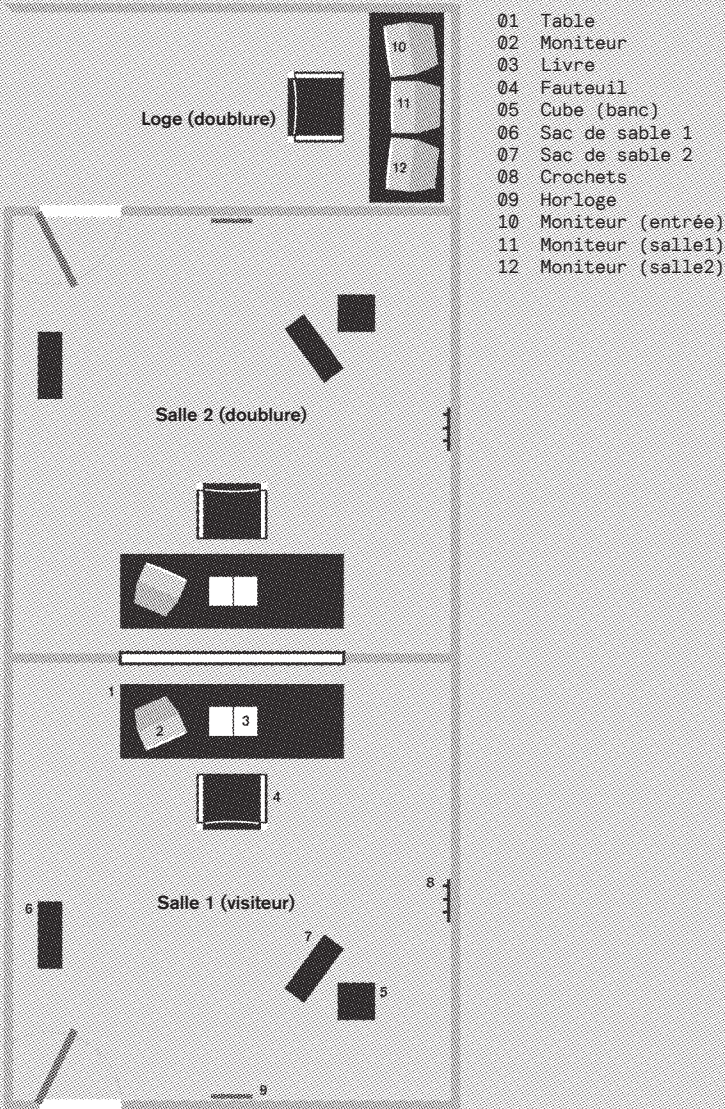 01 Table
02 Moniteur
03 Livre
04 Fauteuil
05 Cube (banc)
06 Sac de sable 1
07 Sac de sable 2
08 Crochets
09 Horloge
10 Moniteur (entrée)
11 Moniteur (salle1)
12 Moniteur (salle2)
10
Loge (doublure)
11
12
Salle 2 (doublure)
1
2
3
4
8
Salle 1 (visiteur)
6
7
5
9